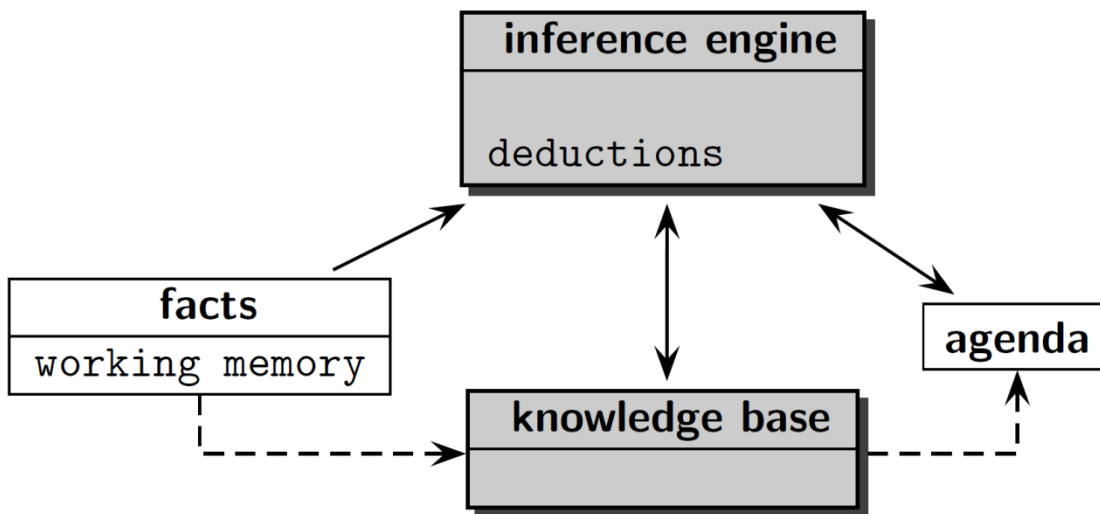 inference engine
deductions
facts
working memory
agenda
knowledge base